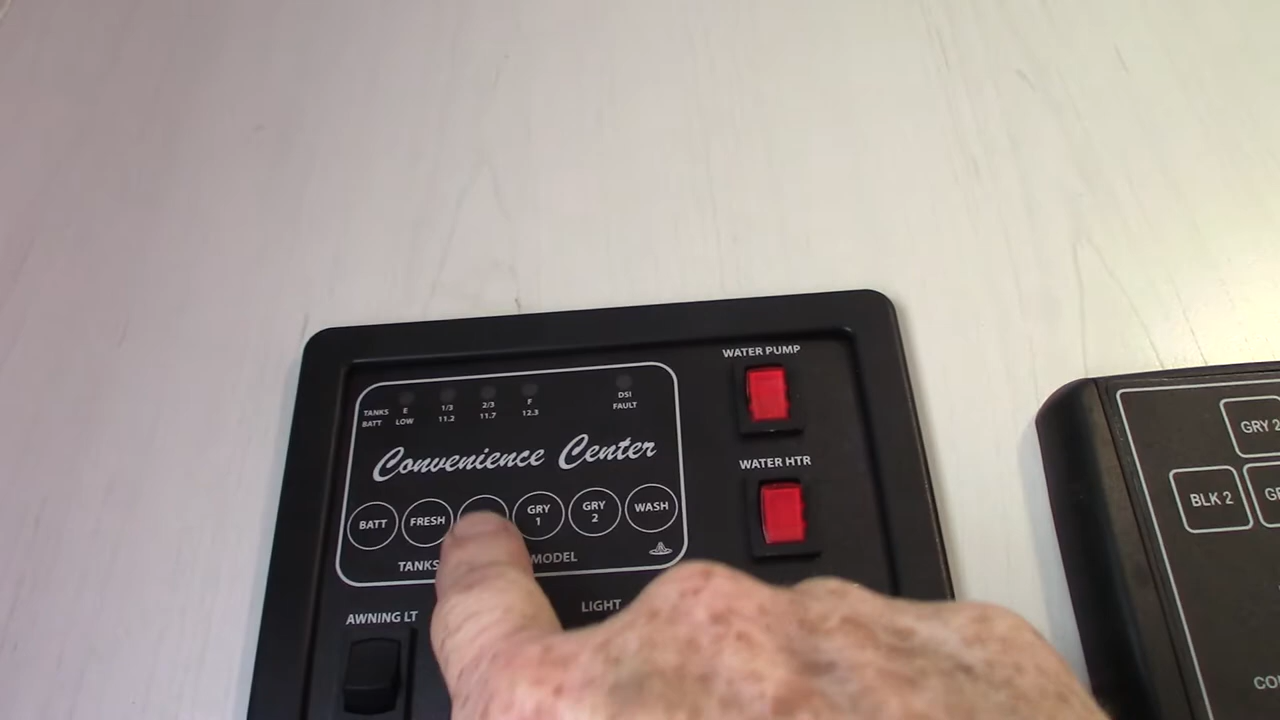 WATER PUMP
TANKS E 1/3 2/3 F
BATT LOW 11.2 11.7 12.3
DSI
FAULT
Convenience Center
WATER HTR
BATT
FRESH
GRY
1
GRY
2
WASH
TANKS
MODEL
AWNING LT
LIGHT
GRY 2
BLK 2